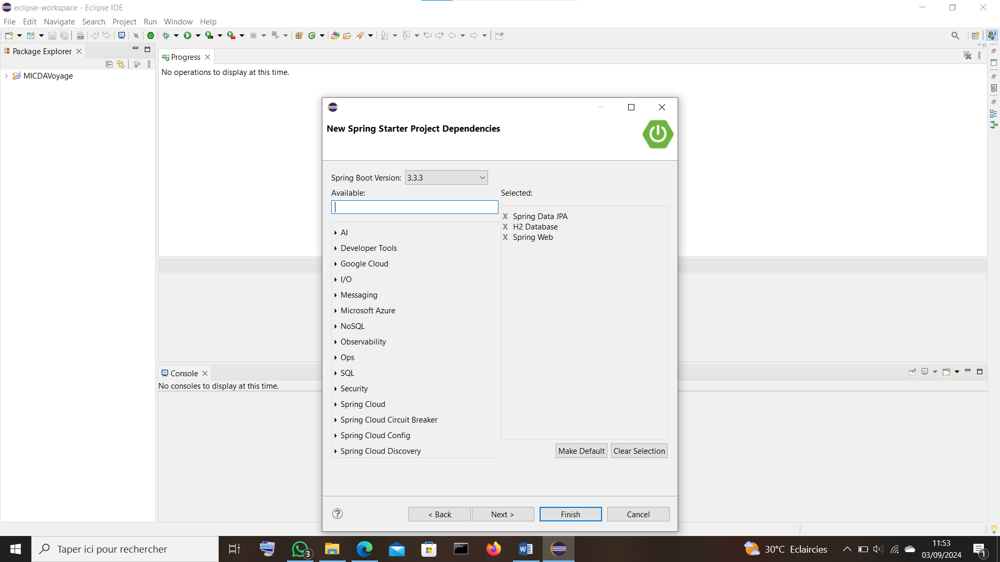 eclipse-workspace - Eclipse IDE
File Edit Navigate Search Project Run Window Help
Package Explorer
MICDAVoyage
Progress
No operations to display at this time.
New Spring Starter Project Dependencies
Spring Boot Version: 3.3.3
Available:
Selected:
X Spring Data JPA
X H2 Database
X Spring Web
AI
Developer Tools
Google Cloud
I/O
Messaging
Microsoft Azure
NoSQL
Observability
Ops
SQL
Security
Spring Cloud
Spring Cloud Circuit Breaker
Spring Cloud Config
Spring Cloud Discovery
Make Default
Clear Selection
< Back
Next >
Finish
Cancel
Console
No consoles to display at this time.
Taper ici pour rechercher
3
30°C Eclaircies
11:53
03/09/2024
1